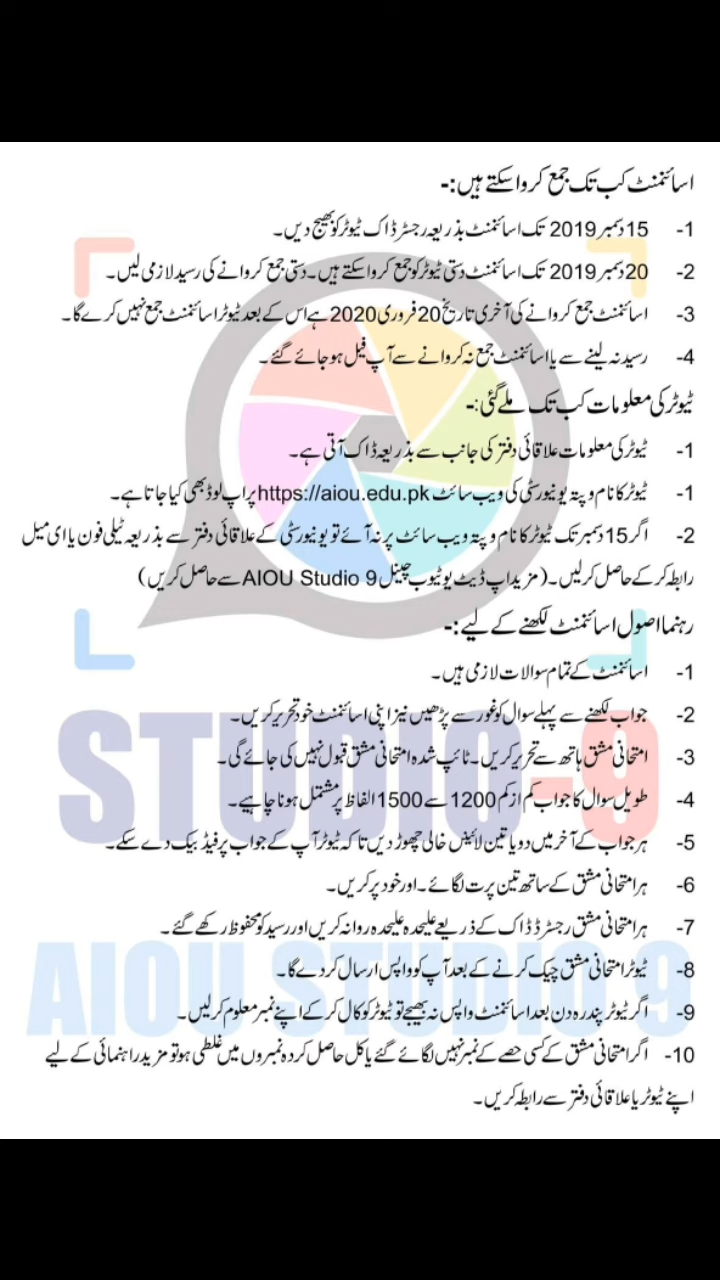 اسائنمنٹ کب تک جمع کروا سکتے ہیں:-
1- 15 دسمبر 2019 تک اسائنمنٹ بذریعہ رجسٹر ڈاک ٹیوٹر کو بھیج دیں۔
2- 20 دسمبر 2019 تک اسائنمنٹ دستی ٹیوٹر کو جمع کروا سکتے ہیں۔ دستی جمع کروانے کی رسید لازمی لیں۔
3- اسائنمنٹ جمع کروانے کی آخری تاریخ 20 فروری 2020 ہے اس کے بعد ٹیوٹر اسائنمنٹ جمع نہیں کرے گا۔
4- رسید نہ لینے سے یا اسائنمنٹ جمع نہ کروانے سے آپ فیل ہو جائے گئے۔
ٹیوٹر کی معلومات کب تک ملے گئی:-
1- ٹیوٹر کی معلومات علاقائی دفتر کی جانب سے بذریعہ ڈاک آتی ہے۔
1- ٹیوٹر کا نام و پتہ یونیورسٹی کی ویب سائٹ https://aiou.edu.pk پر اپ لوڈ بھی کیا جاتا ہے۔
2- اگر 15 دسمبر تک ٹیوٹر کا نام و پتہ ویب سائٹ پر نہ آئے تو یونیورسٹی کے علاقائی دفتر سے بذریعہ ٹیلی فون یا ای میل
رابطہ کر کے حاصل کر لیں۔ (مزید اپ ڈیٹ یوٹیوب چینل AIOU Studio 9 سے حاصل کریں)
رہنما اصول اسائنمنٹ لکھنے کے لیے:-
1- اسائنمنٹ کے تمام سوالات لازمی ہیں۔
2- جواب لکھنے سے پہلے سوال کو غور سے پڑھیں نیز اپنی اسائنمنٹ خود تحریر کریں۔
3- امتحانی مشق ہاتھ سے تحریر کریں۔ ٹائپ شدہ امتحانی مشق قبول نہیں کی جائے گی۔
4- طویل سوال کا جواب کم از کم 1200 سے 1500 الفاظ پر مشتمل ہونا چاہیے۔
5- ہر جواب کے آخر میں دو یا تین لائینں خالی چھوڑ دیں تا کہ ٹیوٹر آپ کے جواب پر فیڈ بیک دے سکے۔
6- ہر امتحانی مشق کے ساتھ تین پرت لگائے۔ اور خود پر کریں۔
7- ہر امتحانی مشق رجسٹرڈ ڈاک کے ذریعے علیحدہ علیحدہ روانہ کریں اور رسید کو محفوظ رکھے گئے۔
8- ٹیوٹر امتحانی مشق چیک کرنے کے بعد آپ کو واپس ارسال کر دے گا۔
9- اگر ٹیوٹر پندرہ دن بعد اسائنمنٹ واپس نہ بھیجے تو ٹیوٹر کو کال کر کے اپنے نمبر معلوم کر لیں۔
10- اگر امتحانی مشق کے کسی حصے کے نمبر نہیں لگائے گئے یا کل حاصل کردہ نمبروں میں غلطی ہو تو مزید راہنمائی کے لیے
اپنے ٹیوٹر یا علاقائی دفتر سے رابطہ کریں۔
STUDIO-9
AIOU STUDIO 9